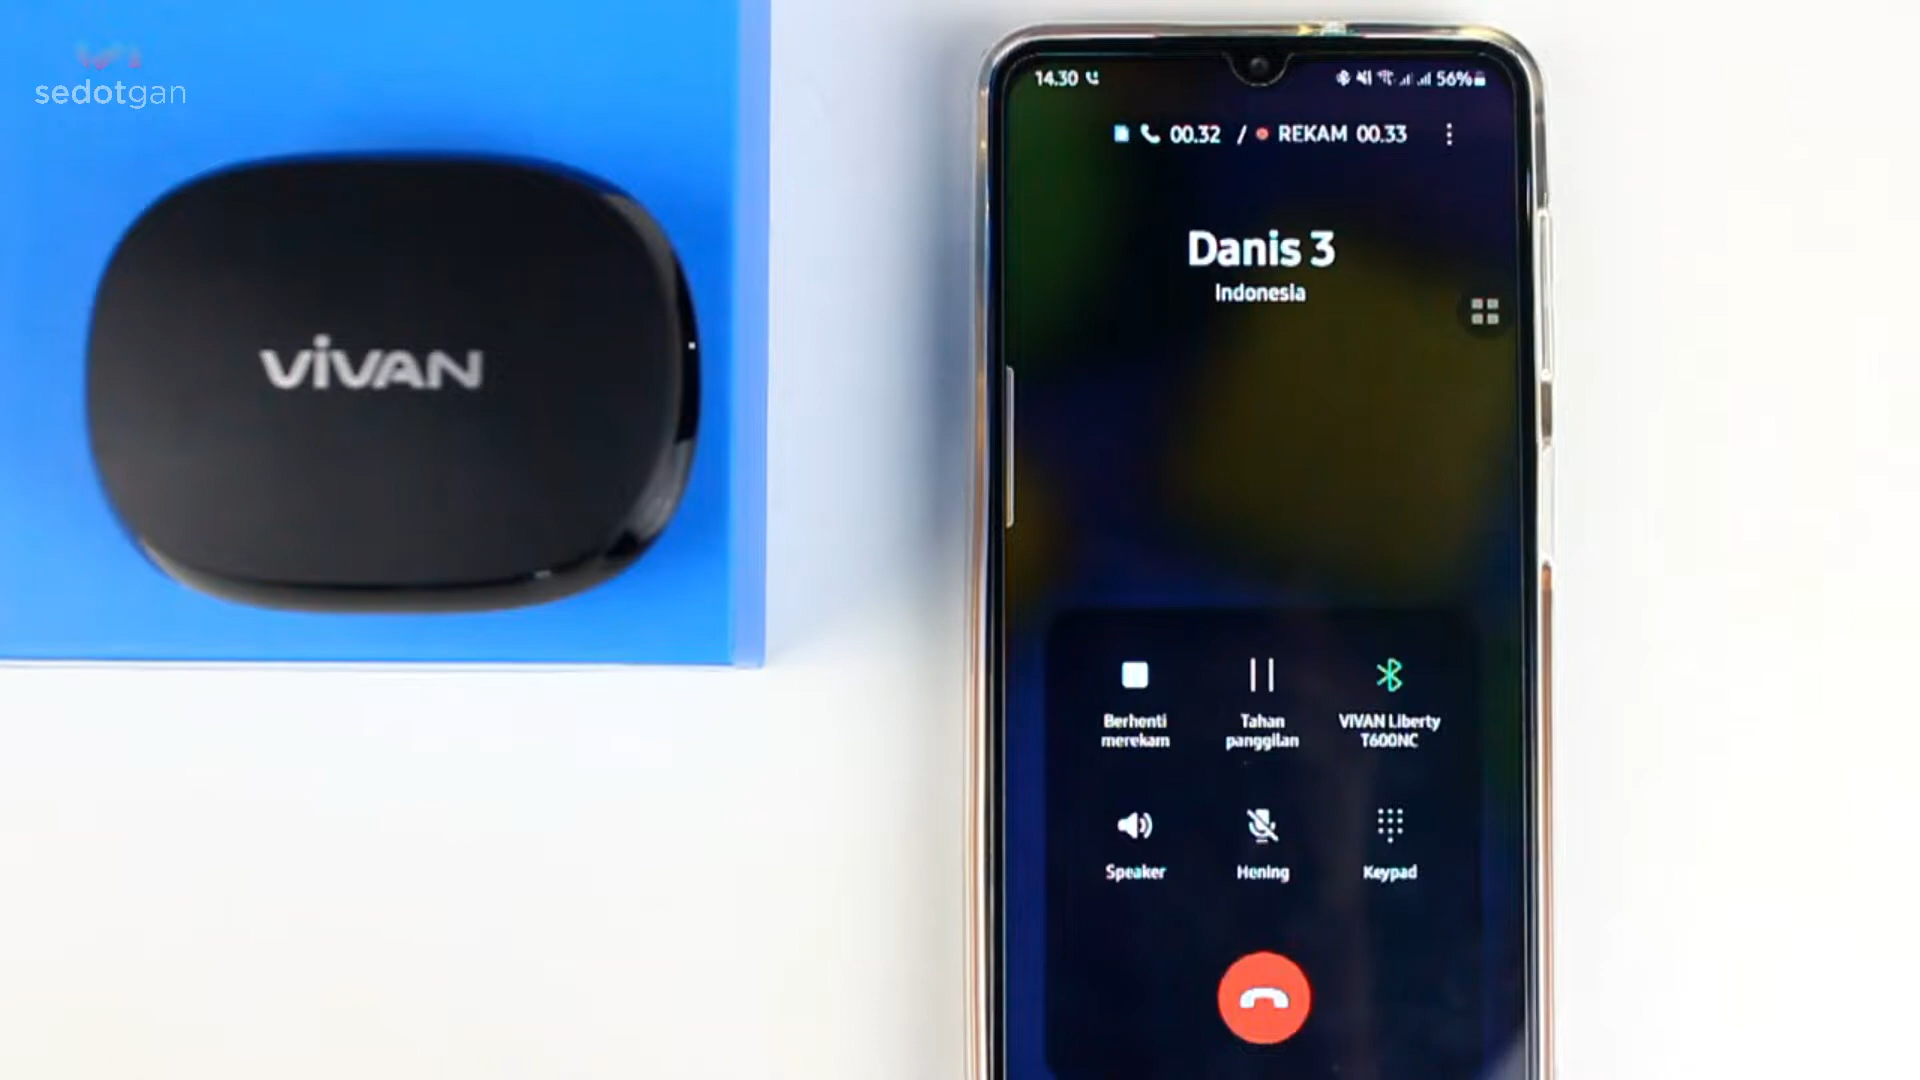 sedotgan
VIVAN
14.30
56%
00.32 / REKAM 00.33
Danis 3
Indonesia
Berhenti
merekam
Tahan
panggilan
VIVAN Liberty
T600NC
Speaker
Hening
Keypad